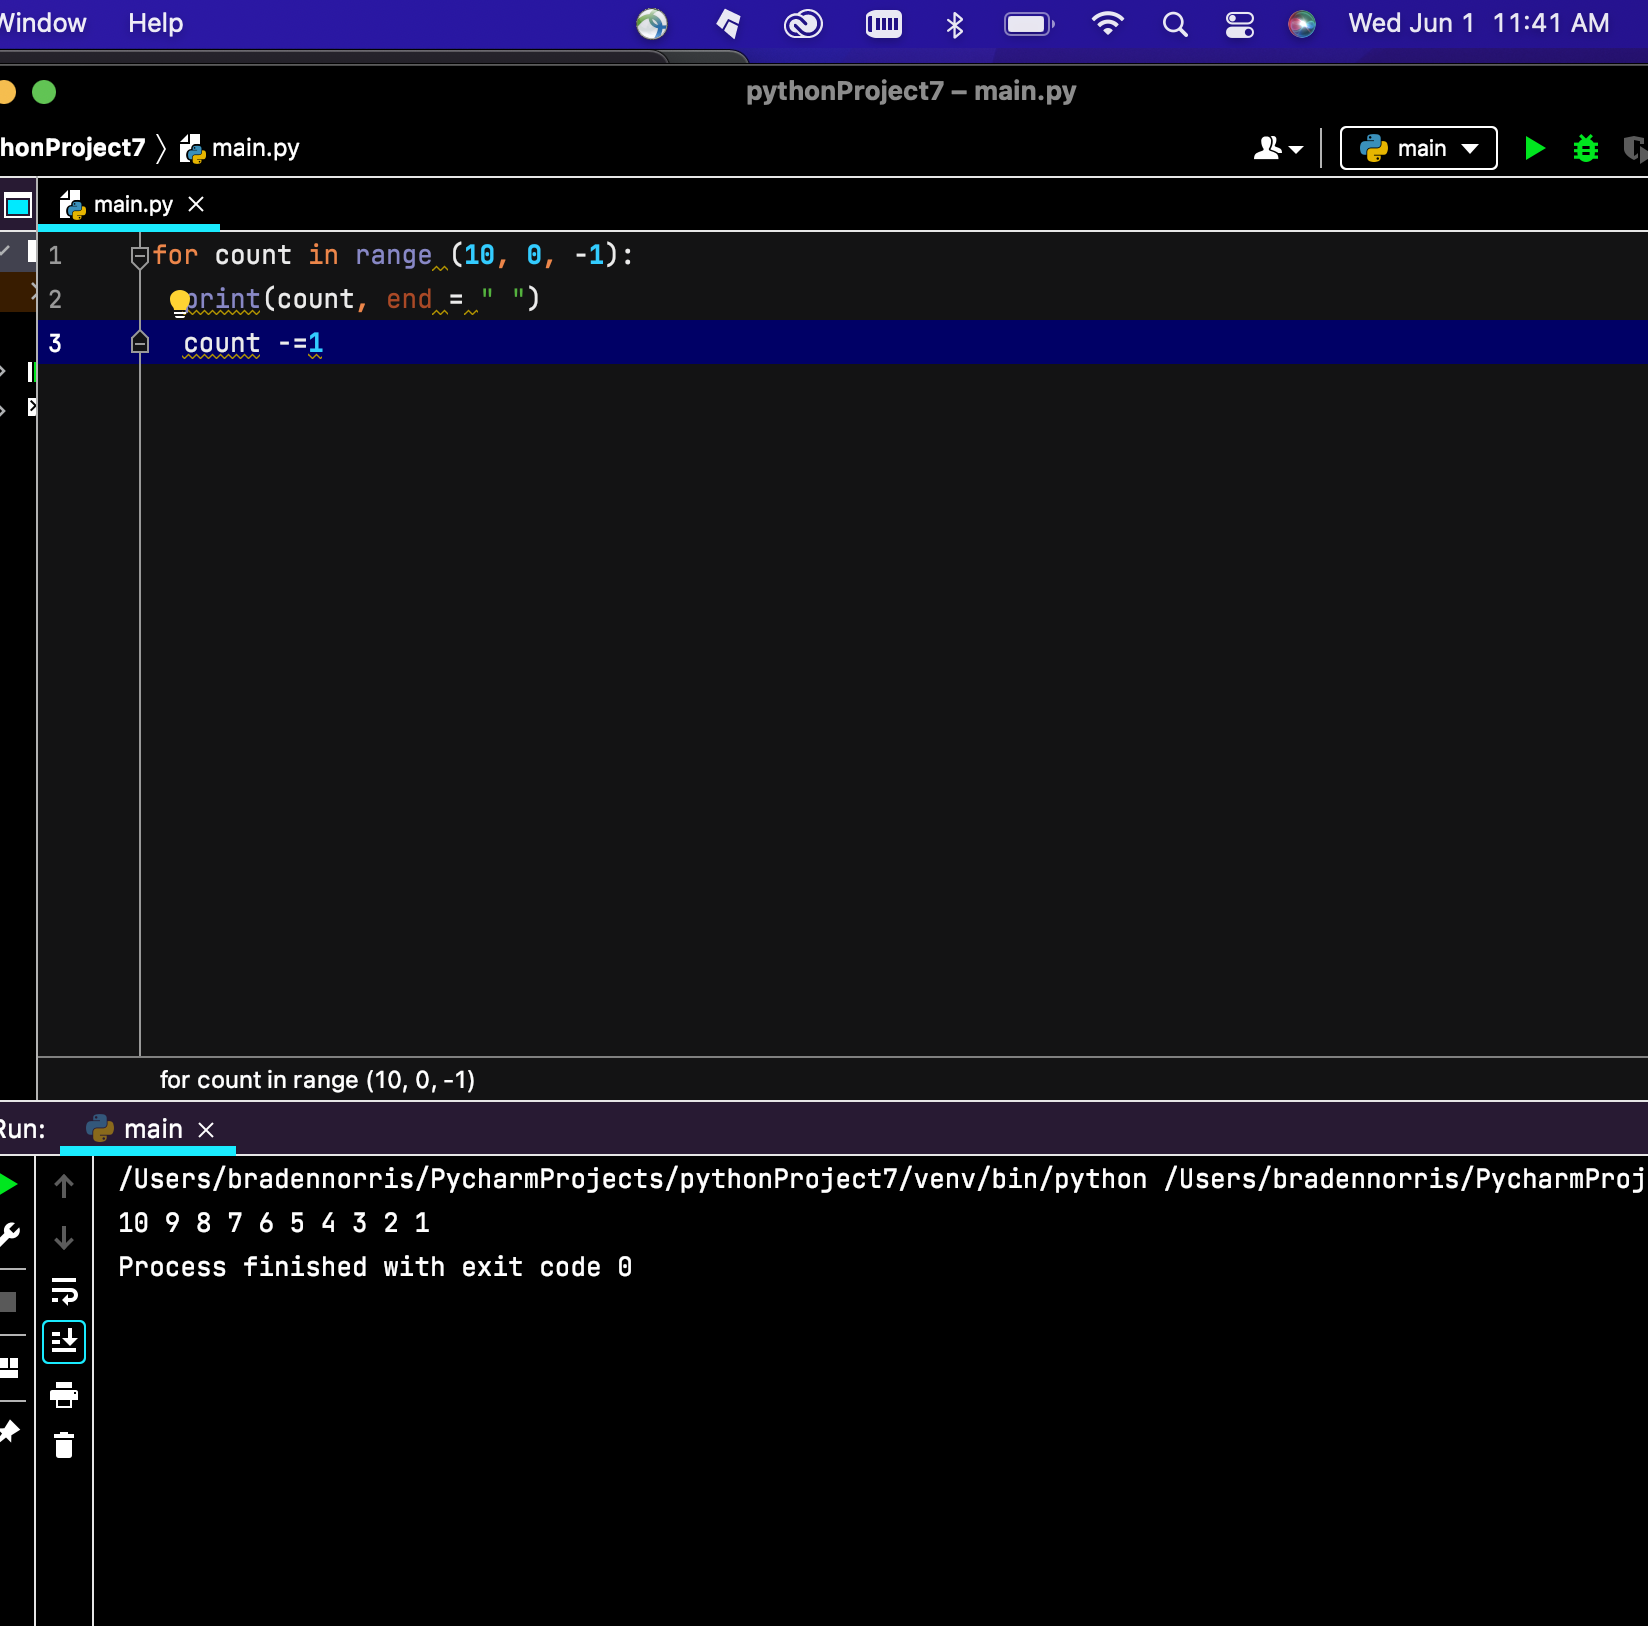 Window Help Wed Jun 1 11:41 AM
pythonProject7 – main.py
honProject7 main.py main
main.py
1 for count in range (10, 0, -1):
2 print(count, end = " ")
3 count -=1
for count in range (10, 0, -1)
Run: main
/Users/bradennorris/PycharmProjects/pythonProject7/venv/bin/python /Users/bradennorris/PycharmProj
10 9 8 7 6 5 4 3 2 1
Process finished with exit code 0